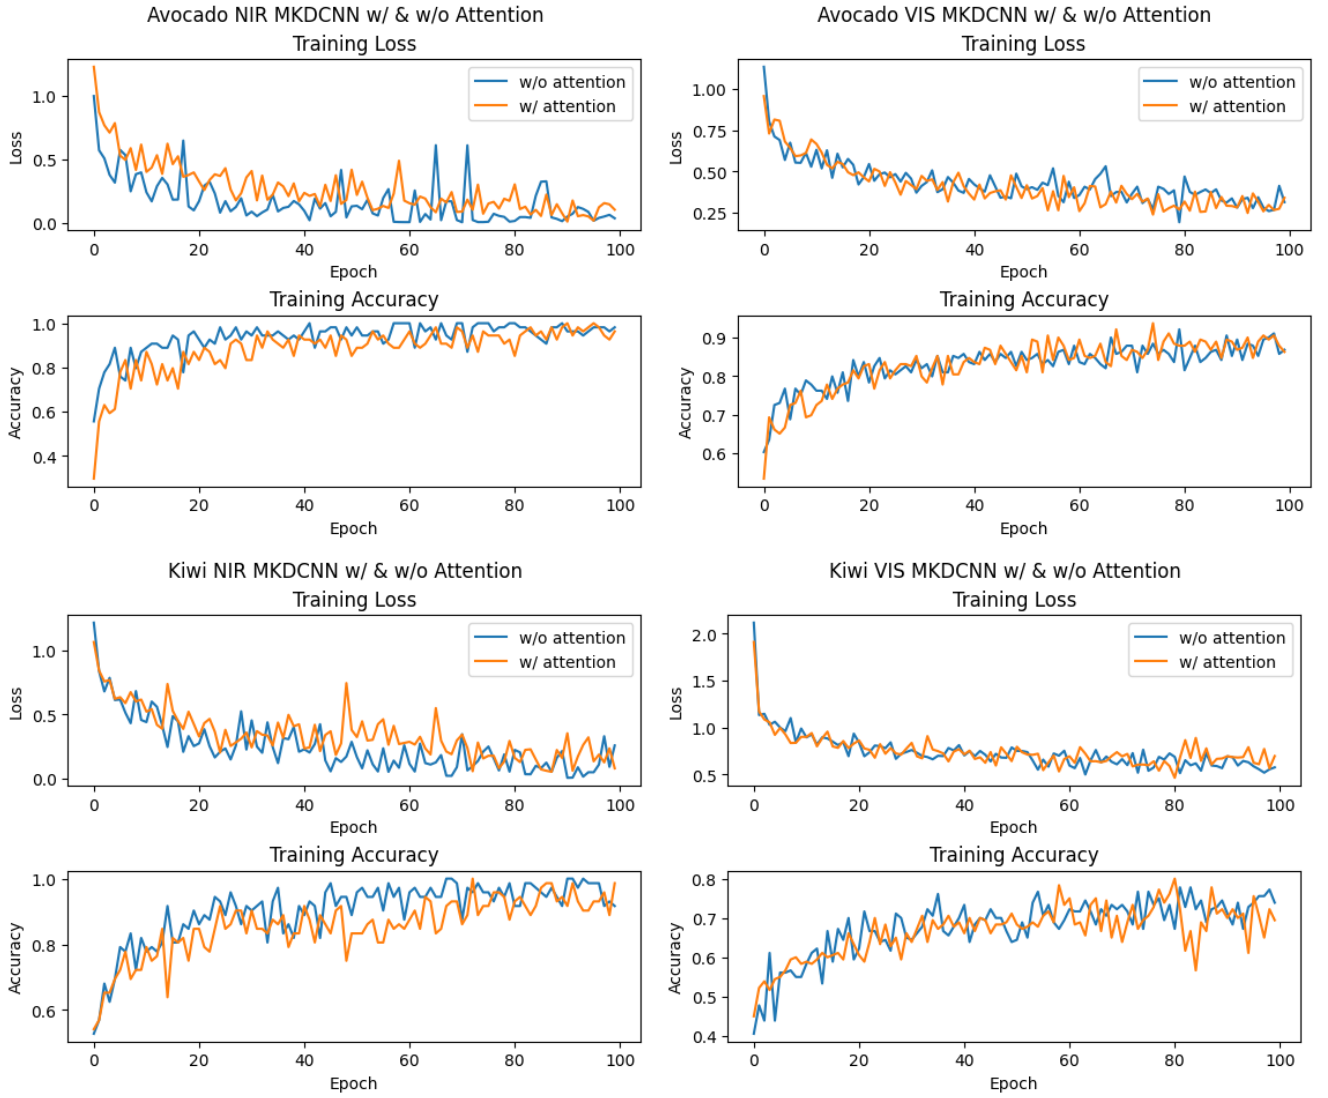 Avocado NIR MKDCNN w/ & w/o Attention
Training Loss
w/o attention
w/ attention
Loss
1.0
0.5
0.0
0 20 40 60 80 100
Epoch
Training Accuracy
Accuracy
1.0
0.8
0.6
0.4
0 20 40 60 80 100
Epoch
Avocado VIS MKDCNN w/ & w/o Attention
Training Loss
w/o attention
w/ attention
Loss
1.00
0.75
0.50
0.25
0 20 40 60 80 100
Epoch
Training Accuracy
Accuracy
0.9
0.8
0.7
0.6
0 20 40 60 80 100
Epoch
Kiwi NIR MKDCNN w/ & w/o Attention
Training Loss
w/o attention
w/ attention
Loss
1.0
0.5
0.0
0 20 40 60 80 100
Epoch
Training Accuracy
Accuracy
1.0
0.8
0.6
0 20 40 60 80 100
Epoch
Kiwi VIS MKDCNN w/ & w/o Attention
Training Loss
w/o attention
w/ attention
Loss
2.0
1.5
1.0
0.5
0 20 40 60 80 100
Epoch
Training Accuracy
Accuracy
0.8
0.7
0.6
0.5
0.4
0 20 40 60 80 100
Epoch